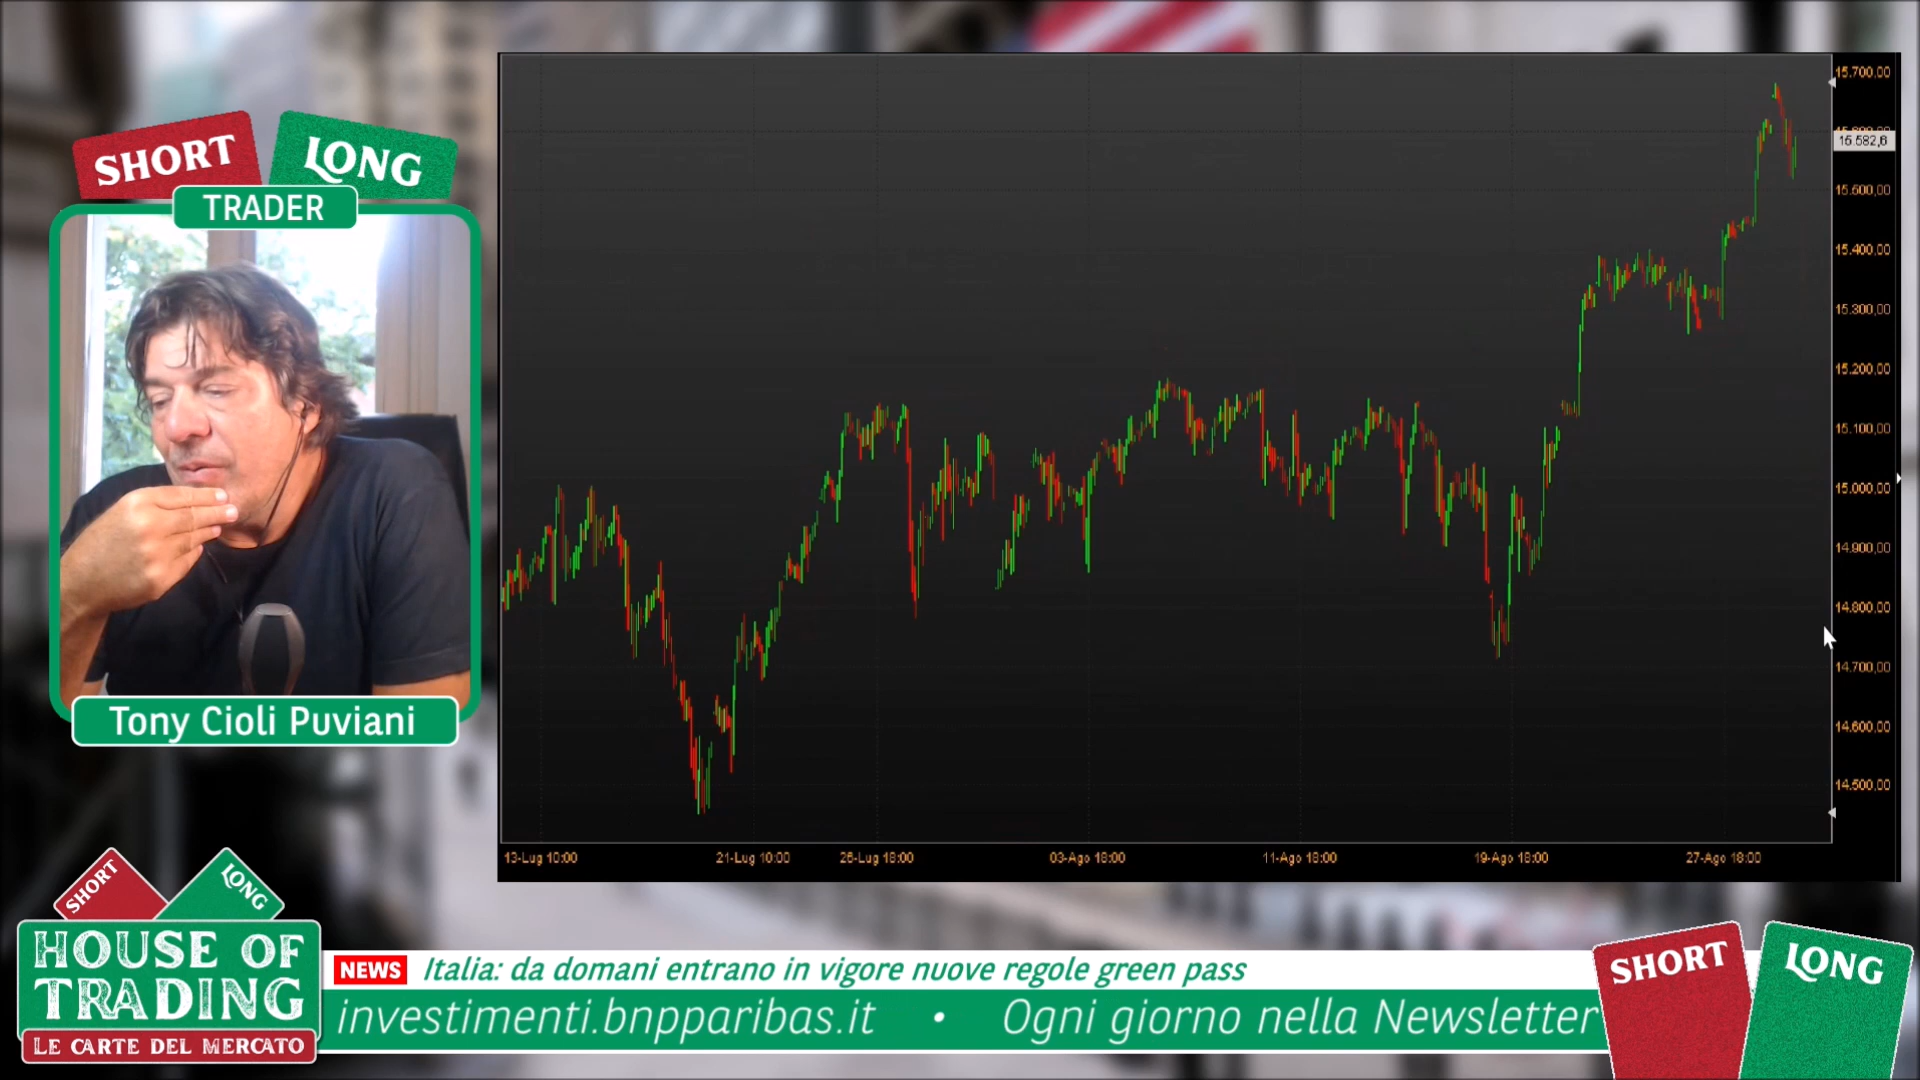 SHORT
LONG
TRADER
Tony Cioli Puviani
15.700,00
15.582,6
15.500,00
15.400,00
15.300,00
15.200,00
15.100,00
15.000,00
14.900,00
14.800,00
14.700,00
14.600,00
14.500,00
13-Lug 10:00
21-Lug 10:00
26-Lug 18:00
03-Ago 18:00
11-Ago 18:00
19-Ago 18:00
27-Ago 18:00
SHORT
LONG
HOUSE OF
TRADING
LE CARTE DEL MERCATO
NEWS Italia: da domani entrano in vigore nuove regole green pass
investimenti.bnpparibas.it • Ogni giorno nella Newsletter
SHORT
LONG